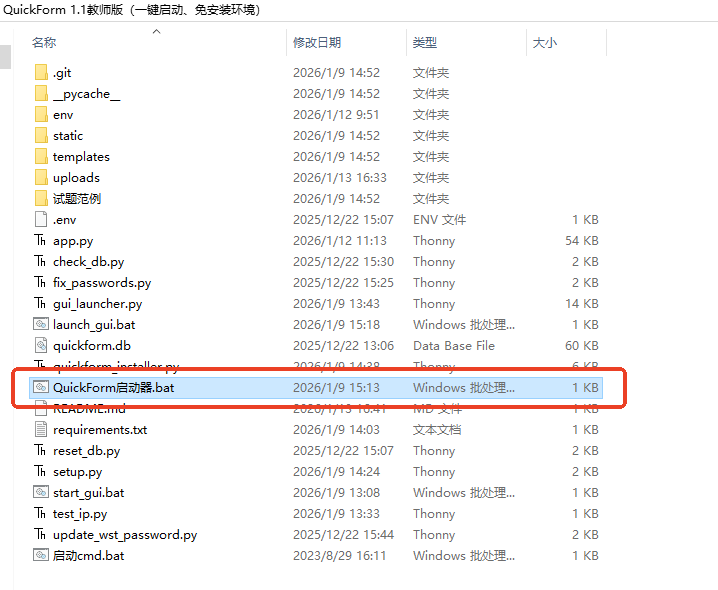 QuickForm 1.1教师版（一键启动、免安装环境）
名称 修改日期 类型 大小
.git 2026/1/9 14:52 文件夹
__pycache__ 2026/1/9 14:52 文件夹
env 2026/1/12 9:51 文件夹
static 2026/1/9 14:52 文件夹
templates 2026/1/9 14:52 文件夹
uploads 2026/1/13 16:33 文件夹
试题范例 2026/1/9 14:52 文件夹
.env 2025/12/22 15:07 ENV 文件 1 KB
app.py 2026/1/12 11:13 Thonny 54 KB
check_db.py 2025/12/22 15:30 Thonny 2 KB
fix_passwords.py 2025/12/22 15:25 Thonny 2 KB
gui_launcher.py 2026/1/9 13:43 Thonny 14 KB
launch_gui.bat 2026/1/9 15:18 Windows 批处理... 1 KB
quickform.db 2025/12/22 13:06 Data Base File 60 KB
quickform_installer.py 2026/1/9 14:38 Thonny 6 KB
QuickForm启动器.bat 2026/1/9 15:13 Windows 批处理... 1 KB
README.md 2026/1/13 16:41 MD 文件
requirements.txt 2026/1/9 14:03 文本文档 1 KB
reset_db.py 2025/12/22 15:07 Thonny 2 KB
setup.py 2026/1/9 14:24 Thonny 2 KB
start_gui.bat 2026/1/9 13:08 Windows 批处理... 1 KB
test_ip.py 2026/1/9 13:33 Thonny 1 KB
update_wst_password.py 2025/12/22 15:44 Thonny 2 KB
启动cmd.bat 2023/8/29 16:11 Windows 批处理... 1 KB